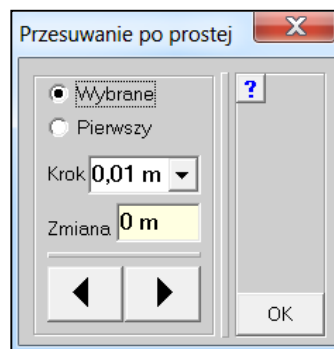 Przesuwanie po prostej
X
Wybrane
?
Pierwszy
Krok 0,01 m
Zmiana 0 m
OK